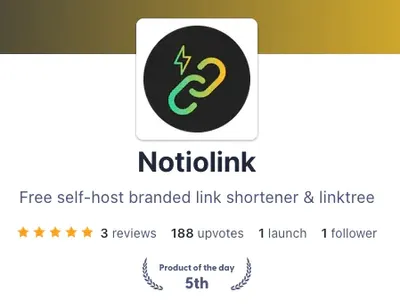 Notiolink
Free self-host branded link shortener & linktree
3 reviews 188 upvotes 1 launch 1 follower
Product of the day
5th